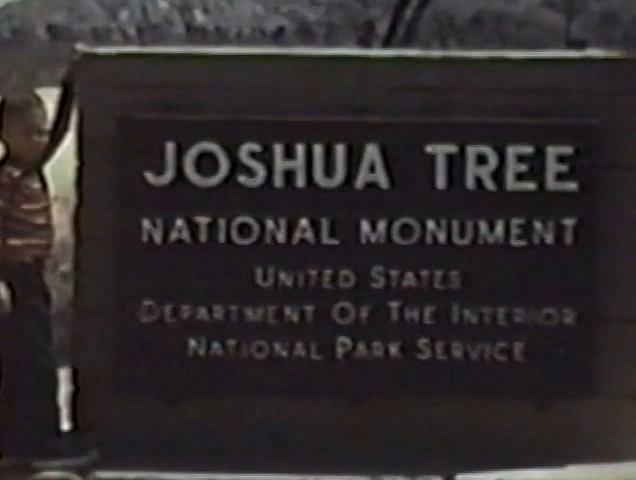 JOSHUA TREE
NATIONAL MONUMENT
UNITED STATES
DEPARTMENT OF THE INTERIOR
NATIONAL PARK SERVICE